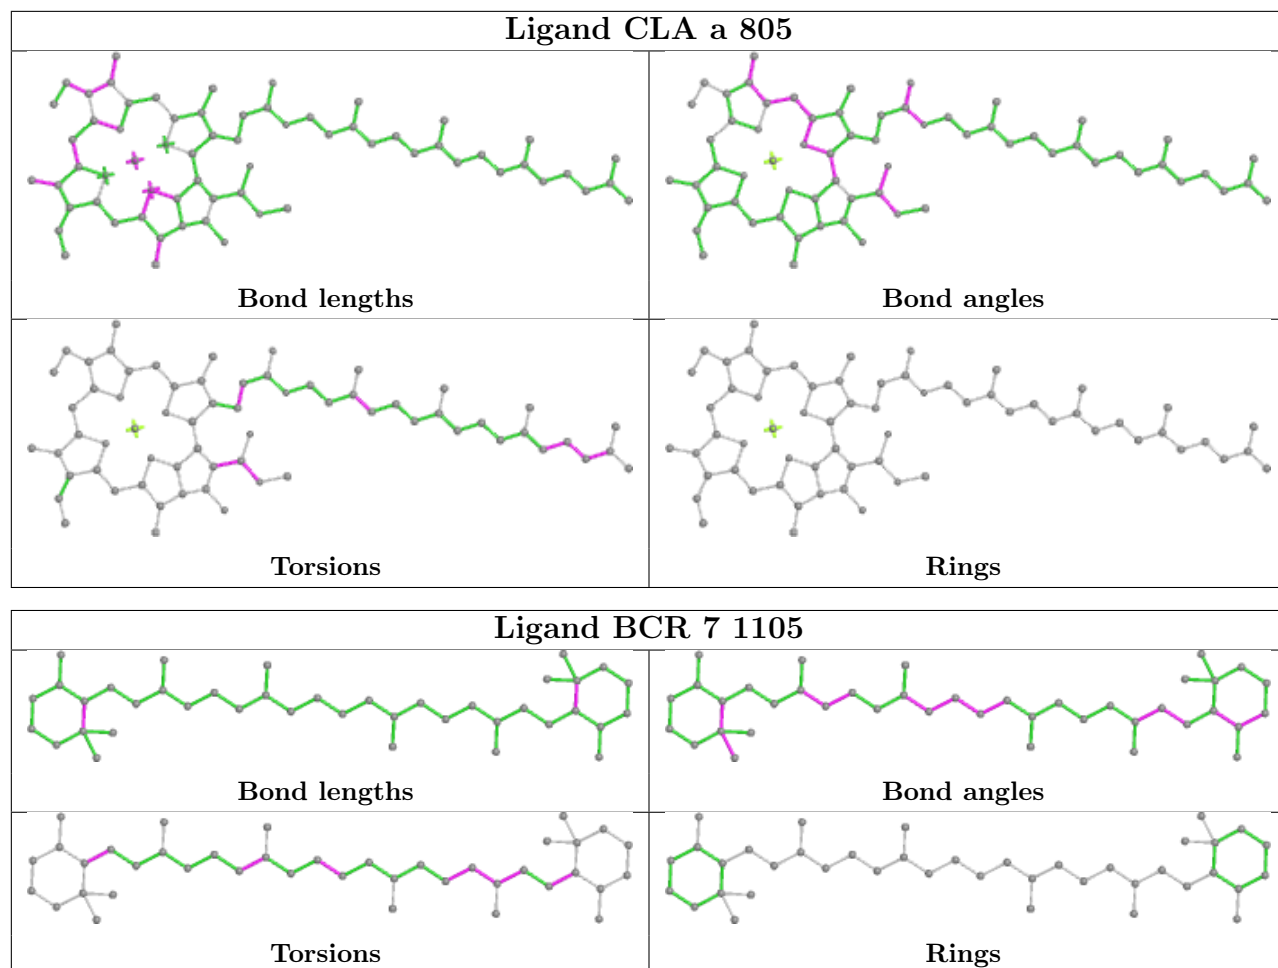 Ligand CLA a 805
Bond lengths
Bond angles
Torsions
Rings
Ligand BCR 7 1105
Bond lengths
Bond angles
Torsions
Rings